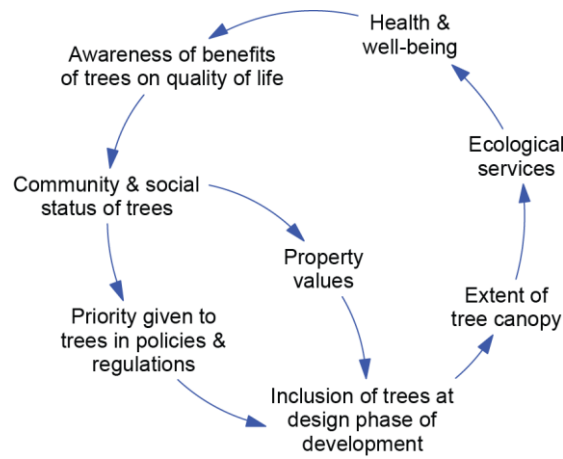 Health &
well-being
Awareness of benefits
of trees on quality of life
Ecological
services
Community & social
status of trees
Property
values
Extent of
tree canopy
Priority given to
trees in policies &
regulations
Inclusion of trees at
design phase of
development